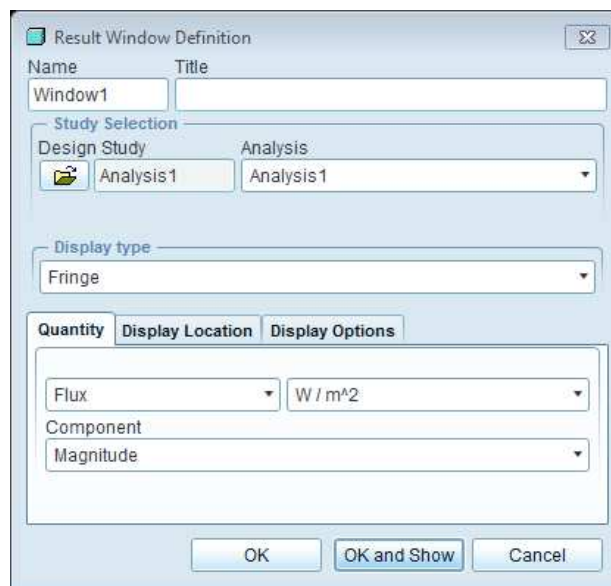 Result Window Definition
Name Title
Window1
Study Selection
Design Study Analysis
Analysis1 Analysis1
Display type
Fringe
Quantity Display Location Display Options
Flux W / m^2
Component
Magnitude
OK OK and Show Cancel